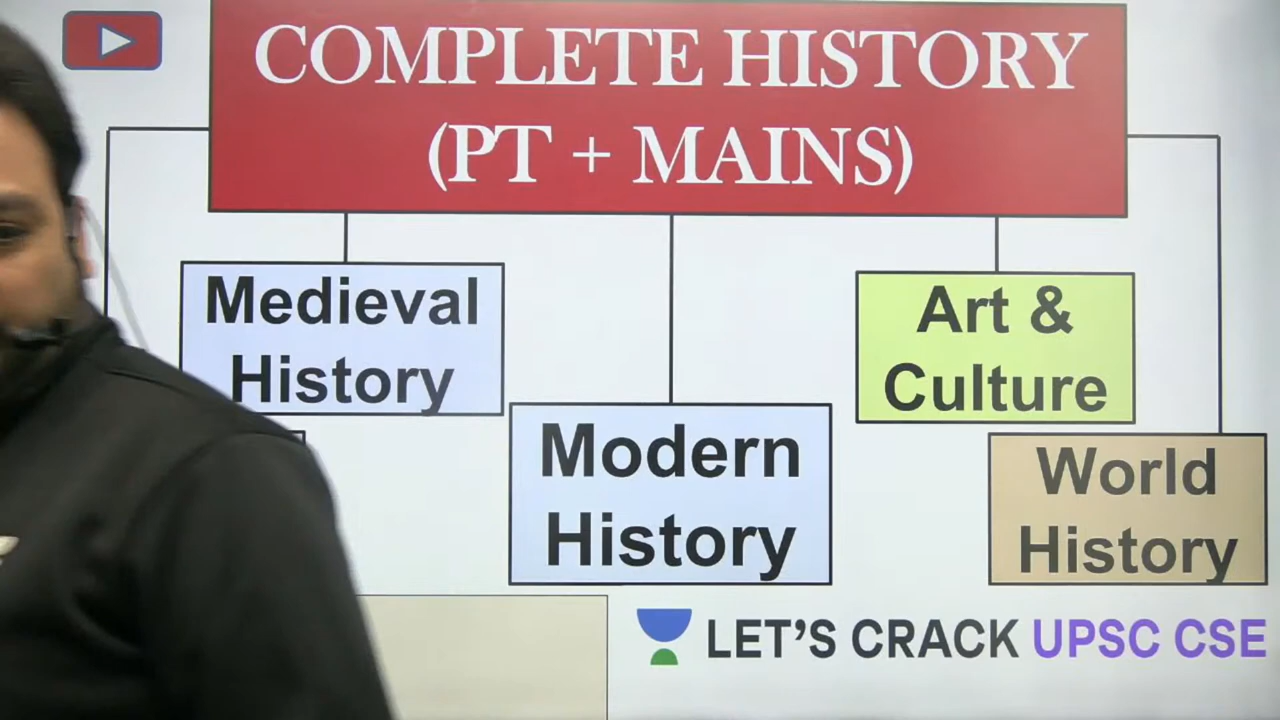 COMPLETE HISTORY
(PT + MAINS)
Medieval
History
Art &
Culture
Modern
History
World
History
LET'S CRACK UPSC CSE